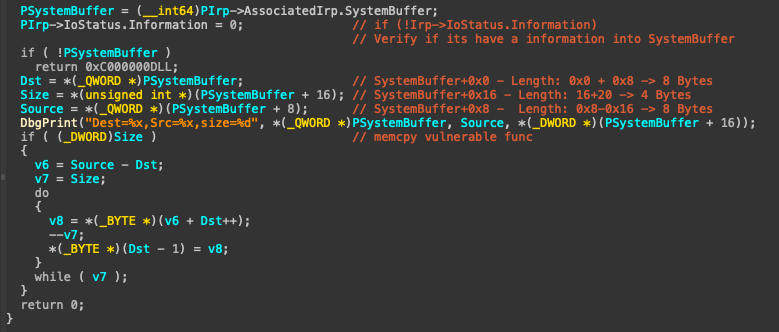 PSystemBuffer = (__int64)PIrp->AssociatedIrp.SystemBuffer;
PIrp->IoStatus.Information = 0;                // if (!Irp->IoStatus.Information)
                                               // Verify if its have a information into SystemBuffer
if ( !PSystemBuffer )
  return 0xC000000DLL;
Dst = *(_QWORD *)PSystemBuffer;                // SystemBuffer+0x0 - Length: 0x0 + 0x8 -> 8 Bytes
Size = *(unsigned int *)(PSystemBuffer + 16); // SystemBuffer+0x16 - Length: 16+20 -> 4 Bytes
Source = *(_QWORD *)(PSystemBuffer + 8);       // SystemBuffer+0x8 -  Length: 0x8-0x16 -> 8 Bytes
DbgPrint("Dest=%x,Src=%x,size=%d", *(_QWORD *)PSystemBuffer, Source, *(_DWORD *)(PSystemBuffer + 16));
if ( (_DWORD)Size )                            // memcpy vulnerable func
{
  v6 = Source - Dst;
  v7 = Size;
  do
  {
    v8 = *(_BYTE *)(v6 + Dst++);
    --v7;
    *(_BYTE *)(Dst - 1) = v8;
  }
  while ( v7 );
}
return 0;
}